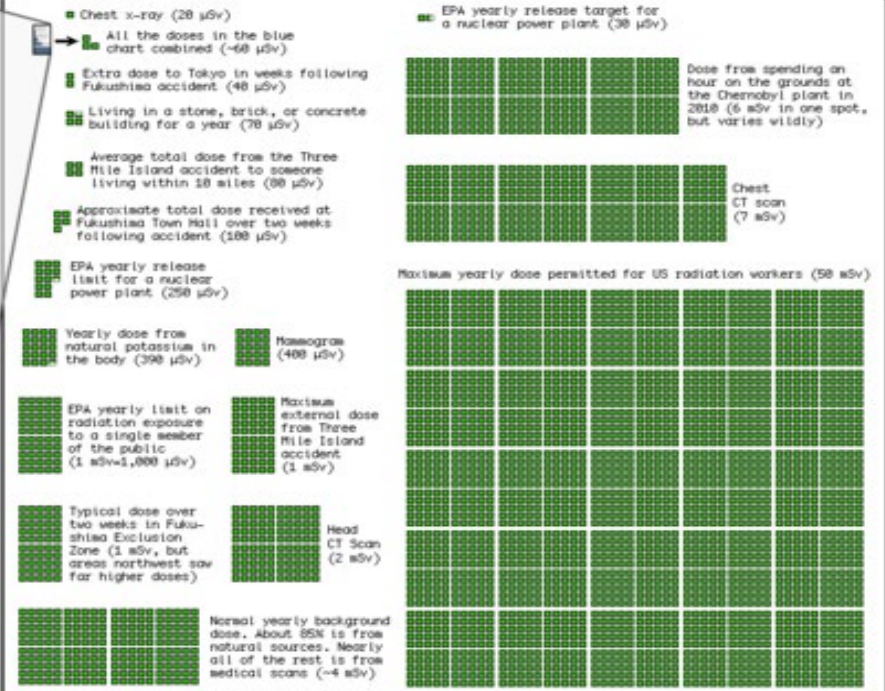 Chest x-ray (20 µSv)
All the doses in the blue
chart combined (~60 µSv)
Extra dose to Tokyo in weeks following
Fukushima accident (40 µSv)
Living in a stone, brick, or concrete
building for a year (70 µSv)
Average total dose from the Three
Mile Island accident to someone
living within 10 miles (80 µSv)
Approximate total dose received at
Fukushima Town Hall over two weeks
following accident (100 µSv)
EPA yearly release
limit for a nuclear
power plant (250 µSv)
Yearly dose from
natural potassium in
the body (390 µSv)
Mammogram
(400 µSv)
EPA yearly limit on
radiation exposure
to a single member
of the public
(1 mSv=1,000 µSv)
Maximum
external dose
from Three
Mile Island
accident
(1 mSv)
Typical dose over
two weeks in Fuku-
shima Exclusion
Zone (1 mSv, but
areas northwest saw
far higher doses)
Head
CT Scan
(2 mSv)
Normal yearly background
dose. About 85% is from
natural sources. Nearly
all of the rest is from
medical scans (~4 mSv)
EPA yearly release target for
a nuclear power plant (30 µSv)
Dose from spending an
hour on the grounds at
the Chernobyl plant in
2010 (6 mSv in one spot,
but varies wildly)
Chest
CT scan
(7 mSv)
Maximum yearly dose permitted for US radiation workers (50 mSv)